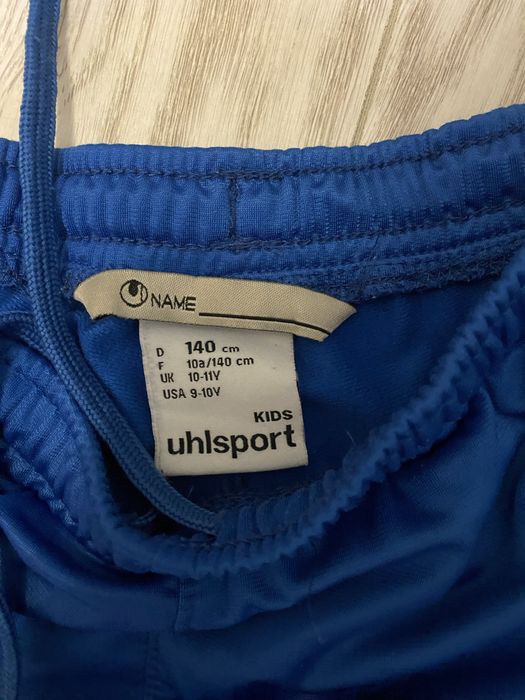 NAME
D 140 cm
F 10a/140 cm
UK 10-11Y
USA 9-10Y
KIDS
uhlsport